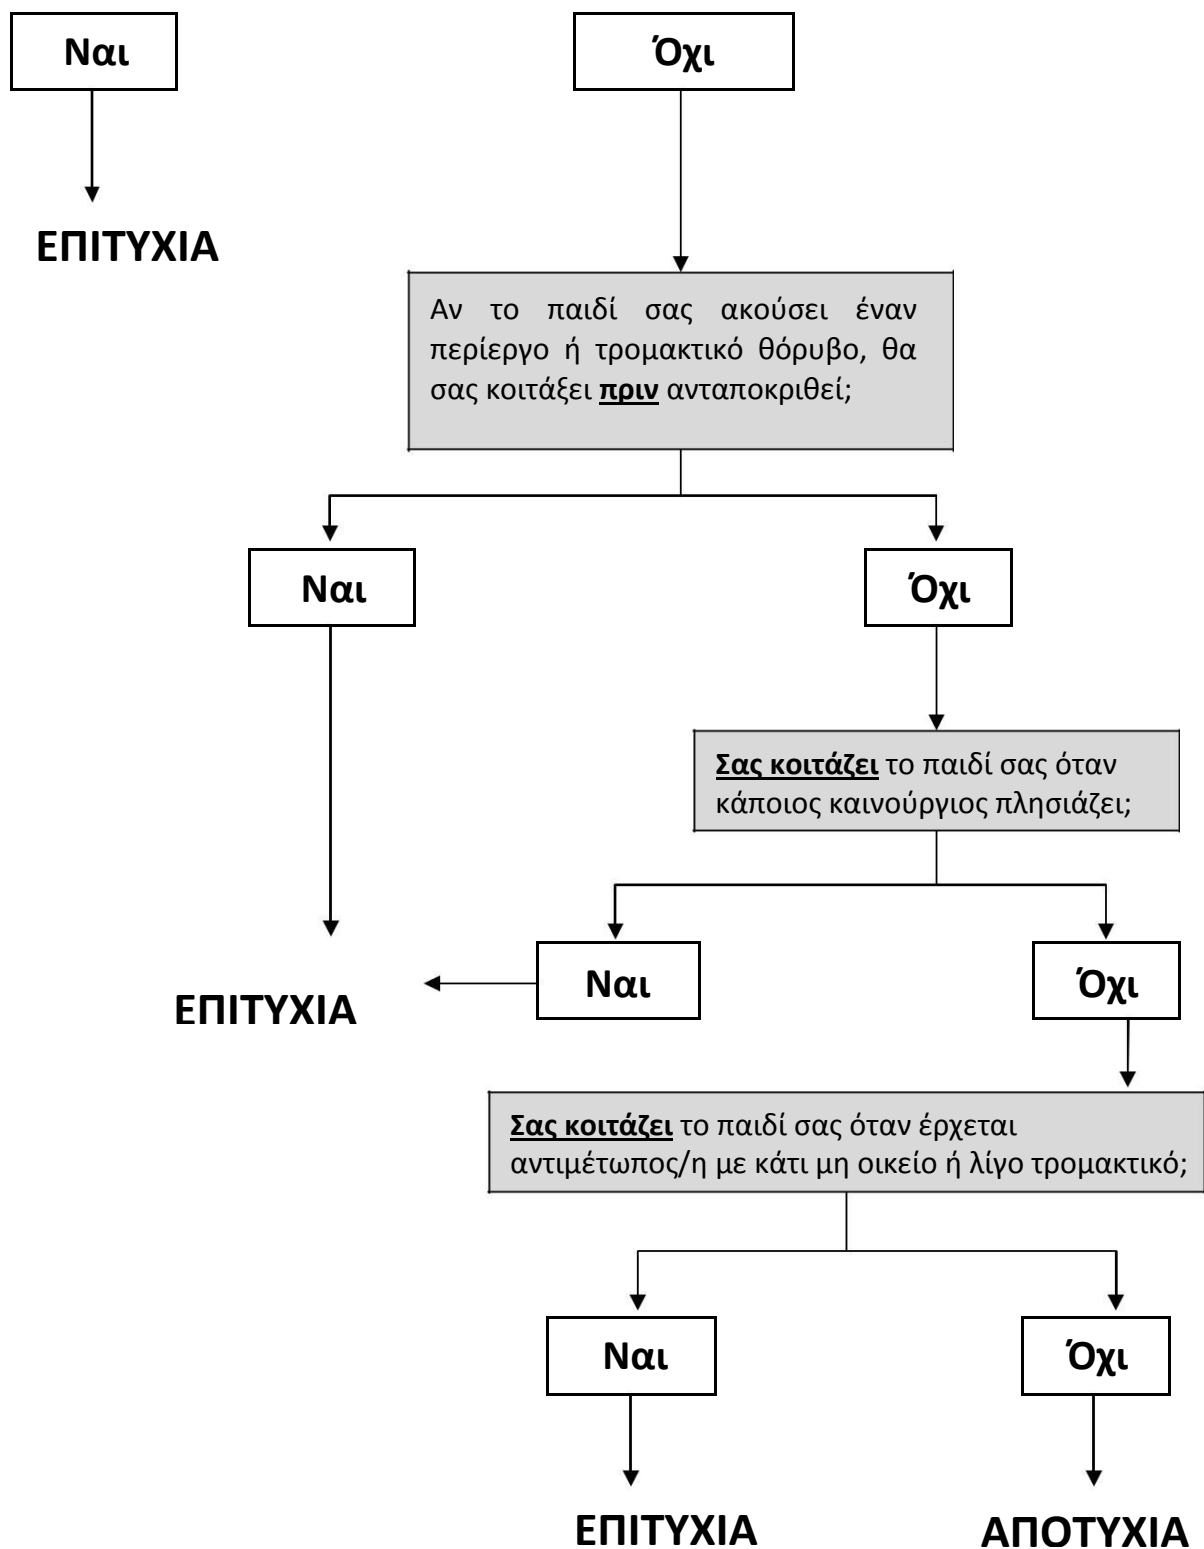 Ναι
Όχι
ΕΠΙΤΥΧΙΑ
Αν το παιδί σας ακούσει έναν
περίεργο ή τρομακτικό θόρυβο, θα
σας κοιτάξει πριν ανταποκριθεί;
Ναι
Όχι
Σας κοιτάζει το παιδί σας όταν
κάποιος καινούργιος πλησιάζει;
Ναι
Όχι
ΕΠΙΤΥΧΙΑ
Σας κοιτάζει το παιδί σας όταν έρχεται
αντιμέτωπος/η με κάτι μη οικείο ή λίγο τρομακτικό;
Ναι
Όχι
ΕΠΙΤΥΧΙΑ
ΑΠΟΤΥΧΙΑ